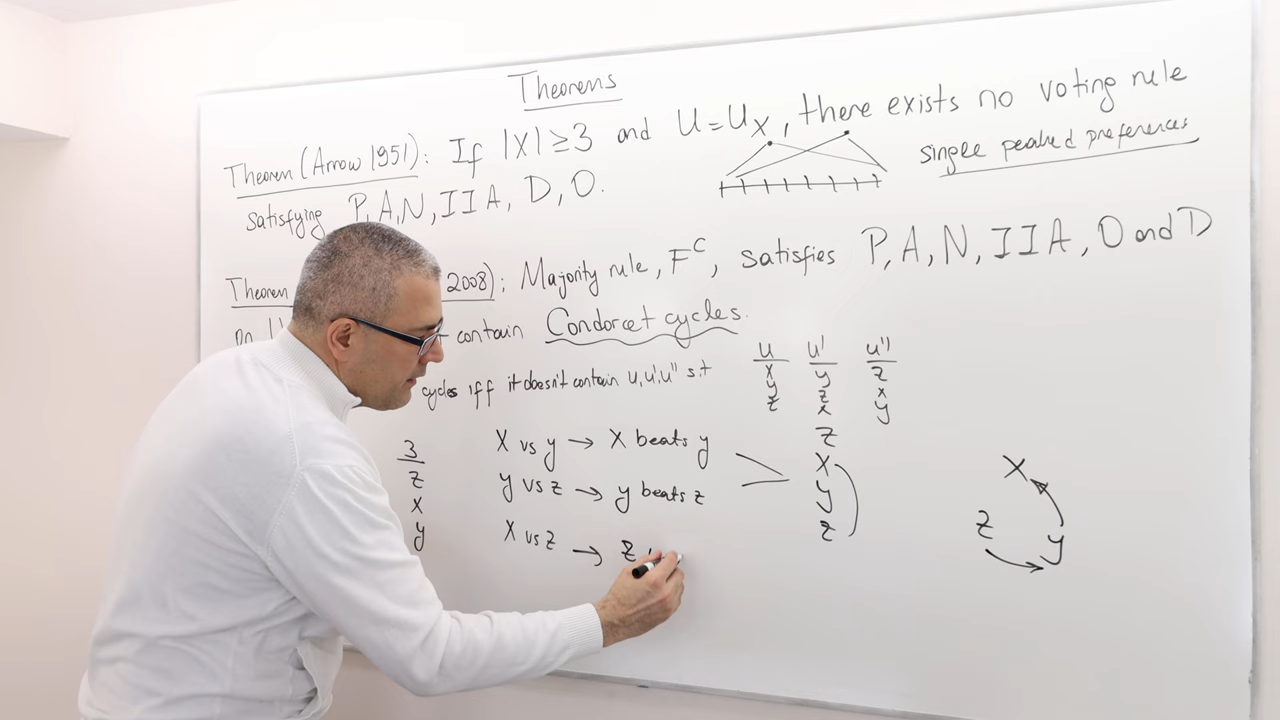 Theorems
Theorem (Arrow 1951): If |X| ≥ 3 and U = U_X, there exists no voting rule
satisfying P, A, N, IIA, D, O.
single peaked preferences
Theorem 2008): Majority rule, F^C, satisfies P, A, N, IIA, O and D
on contain Condorcet cycles.
cycles iff it doesn't contain u, u', u'' s.t
u u' u''
x y z
y z x
z x y
3
z
x
y
X vs y → X beats y
y vs z → y beats z
X vs z → z
z
x
y
z
X
z
y